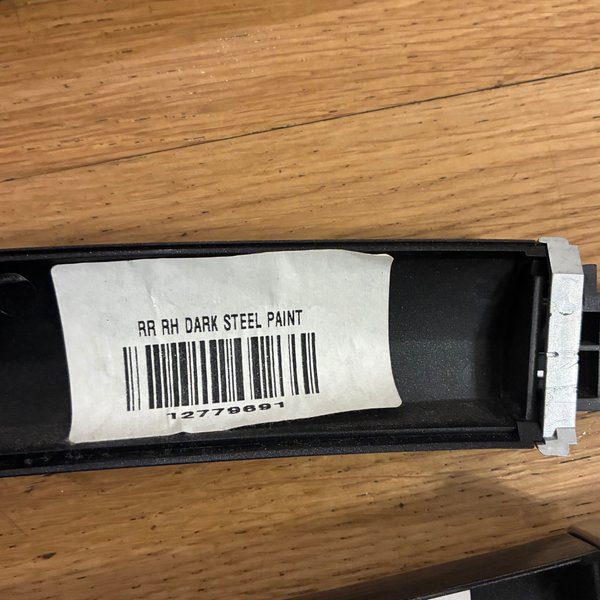 RR RH DARK STEEL PAINT
12779691